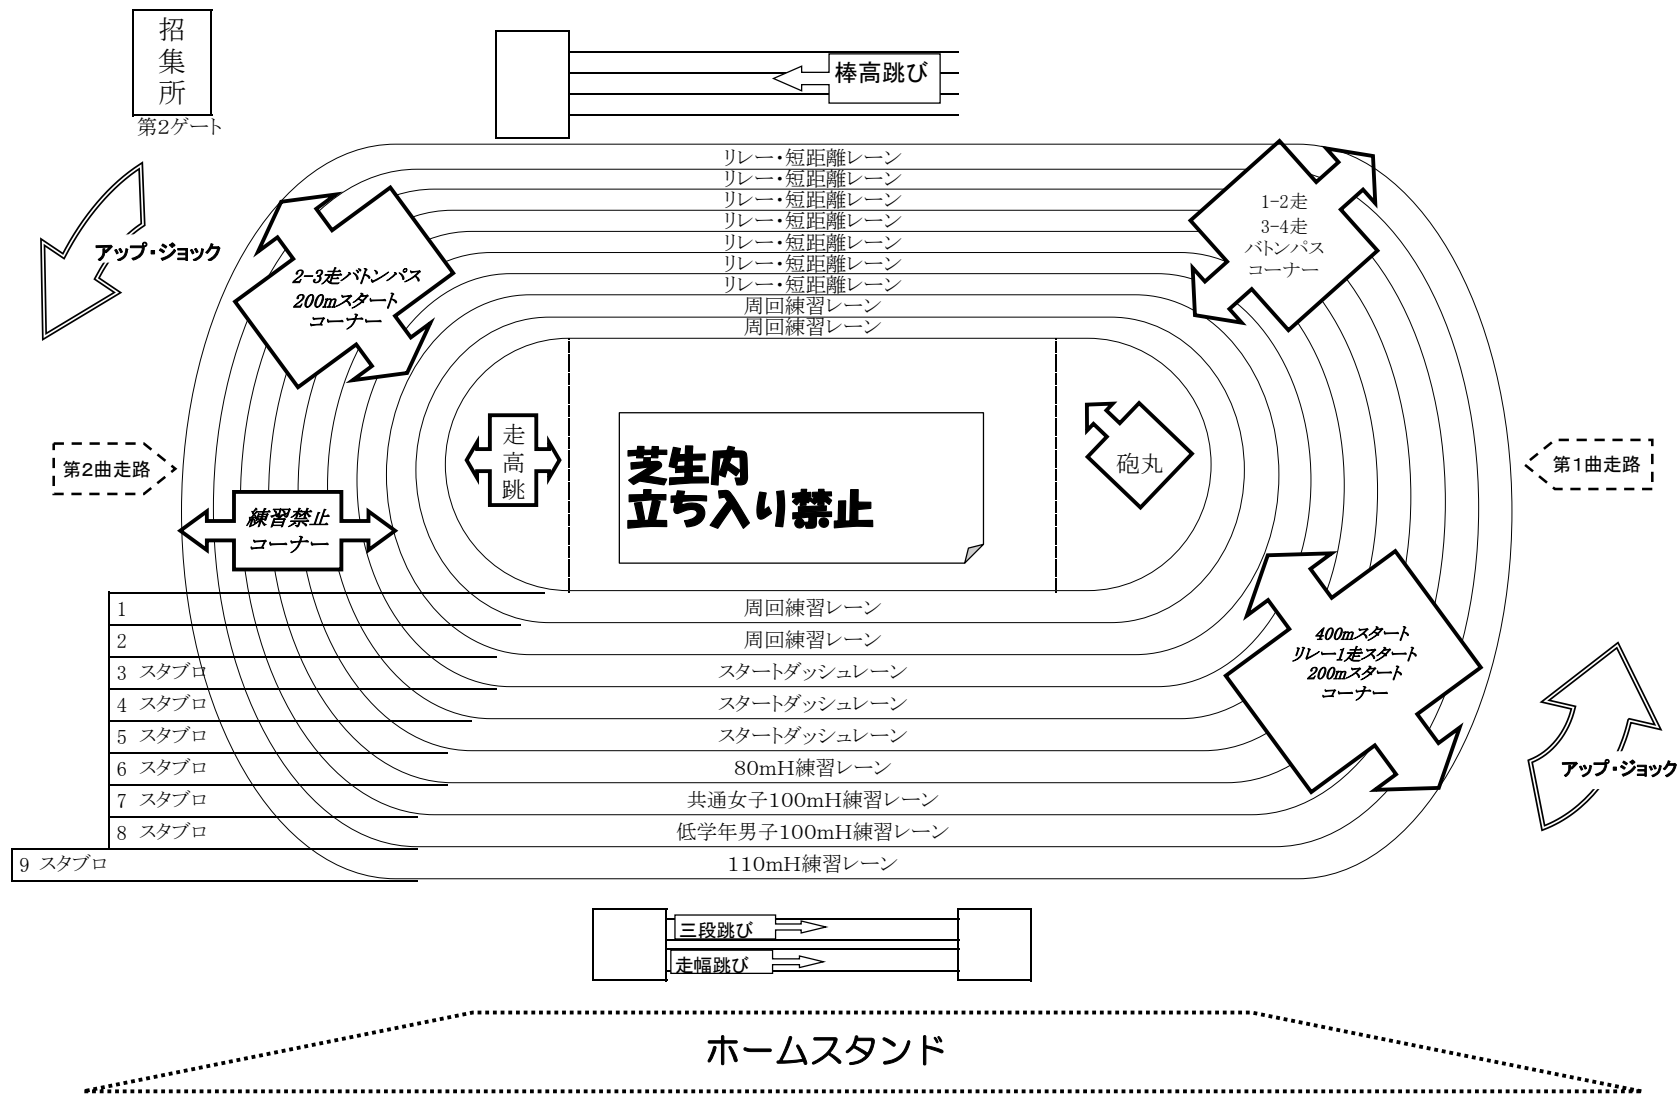 招
集
所
第2ゲート
棒高跳び
リレー・短距離レーン
リレー・短距離レーン
リレー・短距離レーン
リレー・短距離レーン
リレー・短距離レーン
リレー・短距離レーン
リレー・短距離レーン
周回練習レーン
周回練習レーン
1-2走
3-4走
バトンパス
コーナー
アップ・ジョック
2-3走バトンパス
200mスタート
コーナー
走
高
跳
芝生内
立ち入り禁止
砲丸
第2曲走路
第1曲走路
練習禁止
コーナー
1
周回練習レーン
2
周回練習レーン
3 スタブロ
スタートダッシュレーン
4 スタブロ
スタートダッシュレーン
5 スタブロ
スタートダッシュレーン
6 スタブロ
80mH練習レーン
7 スタブロ
共通女子100mH練習レーン
8 スタブロ
低学年男子100mH練習レーン
9 スタブロ
110mH練習レーン
400mスタート
リレー1走スタート
200mスタート
コーナー
アップ・ジョック
三段跳び
走幅跳び
ホームスタンド